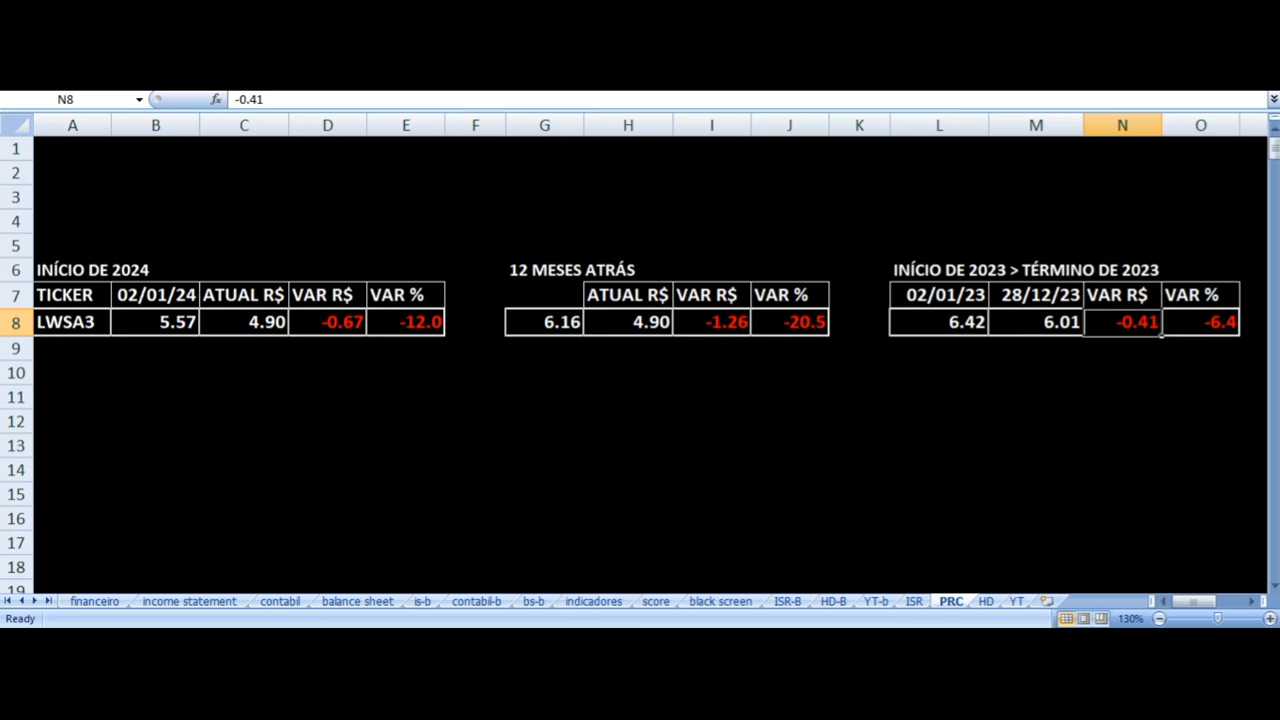 N8 fx -0.41
A B C D E F G H I J K L M N O
1
2
3
4
5
6 INÍCIO DE 2024 12 MESES ATRÁS INÍCIO DE 2023 > TÉRMINO DE 2023
7 TICKER 02/01/24 ATUAL R$ VAR R$ VAR % ATUAL R$ VAR R$ VAR % 02/01/23 28/12/23 VAR R$ VAR %
8 LWSA3 5.57 4.90 -0.67 -12.0 6.16 4.90 -1.26 -20.5 6.42 6.01 -0.41 -6.4
9
10
11
12
13
14
15
16
17
18
19
financeiro income statement contabil balance sheet is-b contabil-b bs-b indicadores score black screen ISR-B HD-B YT-b ISR PRC HD YT
Ready 130%